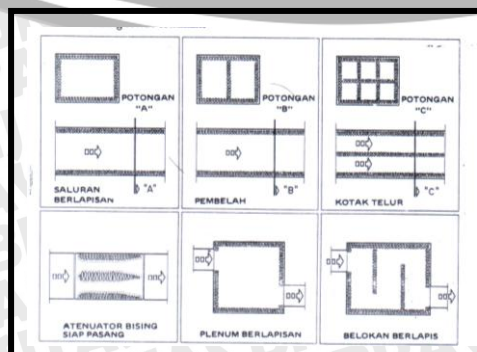 POTONGAN
"A"
"A"
SALURAN
BERLAPISAN
POTONGAN
"B"
"B"
PEMBELAH
POTONGAN
"C"
"C"
KOTAK TELUR
ATENUATOR BISING
SIAP PASANG
PLENUM BERLAPISAN
BELOKAN BERLAPIS